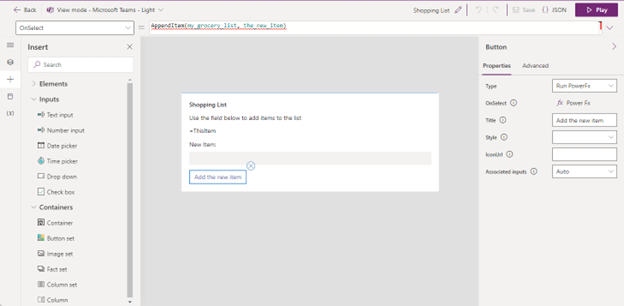 Back
View mode - Microsoft Teams - Light
Shopping List
Save
{} JSON
Play
OnSelect
=
AppendItem(my_grocery_list, the_new_item)
1
Insert
Search
Elements
Inputs
Text input
Number input
Date picker
Time picker
Drop down
Check box
Containers
Container
Button set
Image set
Fact set
Column set
Column
Shopping List
Use the field below to add items to the list
=ThisItem
New Item:
Add the new item
Button
Properties Advanced
Type Run PowerFx
OnSelect fx Power Fx
Title Add the new item
Style
IconUrl
Associated inputs Auto